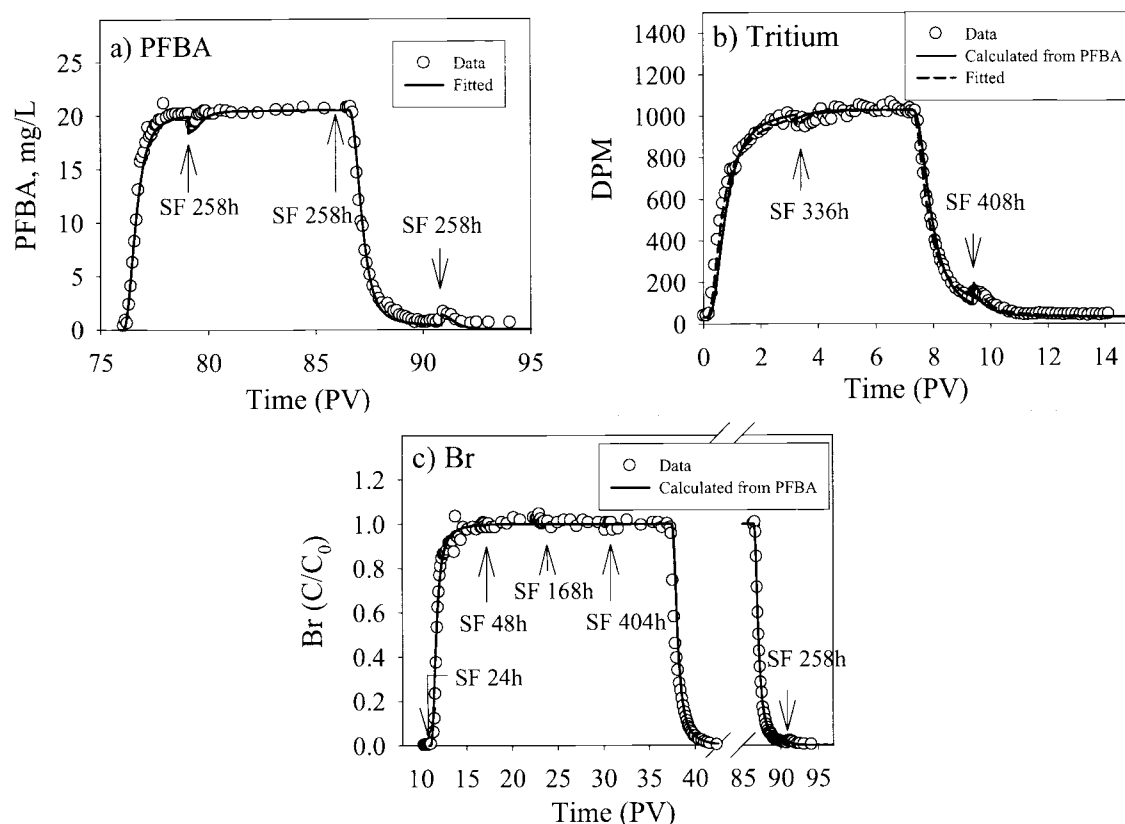 a) PFBA
Data
Fitted
25
20
15
10
5
0
PFBA, mg/L
SF 258h
SF 258h
SF 258h
75 80 85 90 95
Time (PV)
b) Tritium
Data
Calculated from PFBA
Fitted
1400
1200
1000
800
600
400
200
0
DPM
SF 336h
SF 408h
0 2 4 6 8 10 12 14
Time (PV)
c) Br
Data
Calculated from PFBA
1.2
1.0
0.8
0.6
0.4
0.2
0.0
Br (C/C0)
SF 48h
SF 168h
SF 404h
SF 24h
SF 258h
10 15 20 25 30 35 40 85 90 95
Time (PV)